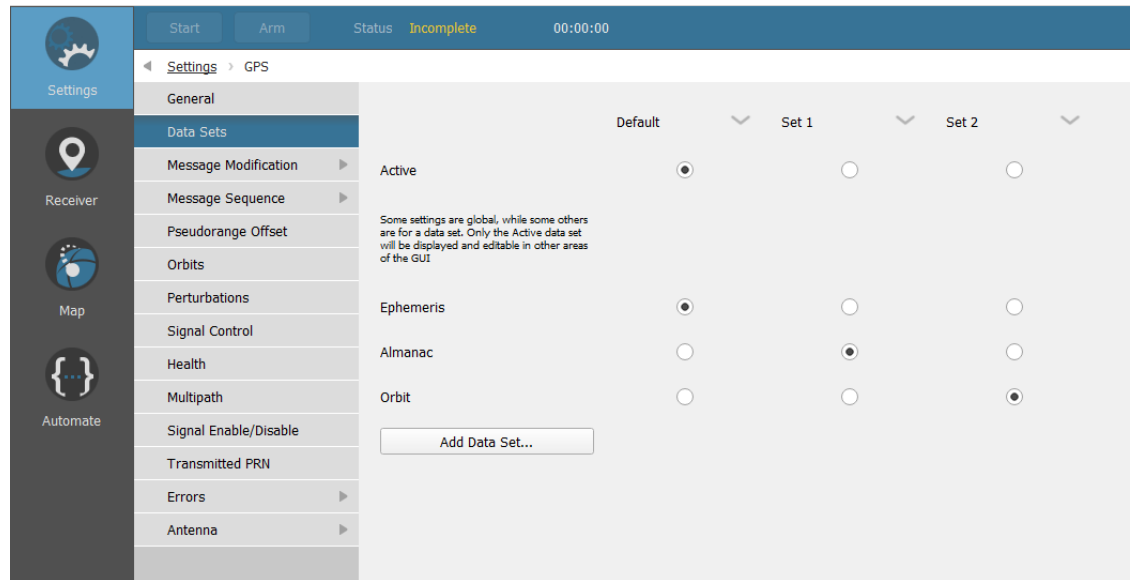 Start Arm Status Incomplete 00:00:00
Settings
Settings > GPS
General
Data Sets
Message Modification
Message Sequence
Pseudorange Offset
Orbits
Perturbations
Signal Control
Health
Multipath
Signal Enable/Disable
Transmitted PRN
Errors
Antenna
Receiver
Map
Automate
Default Set 1 Set 2
Active
Some settings are global, while some others
are for a data set. Only the Active data set
will be displayed and editable in other areas
of the GUI
Ephemeris
Almanac
Orbit
Add Data Set...